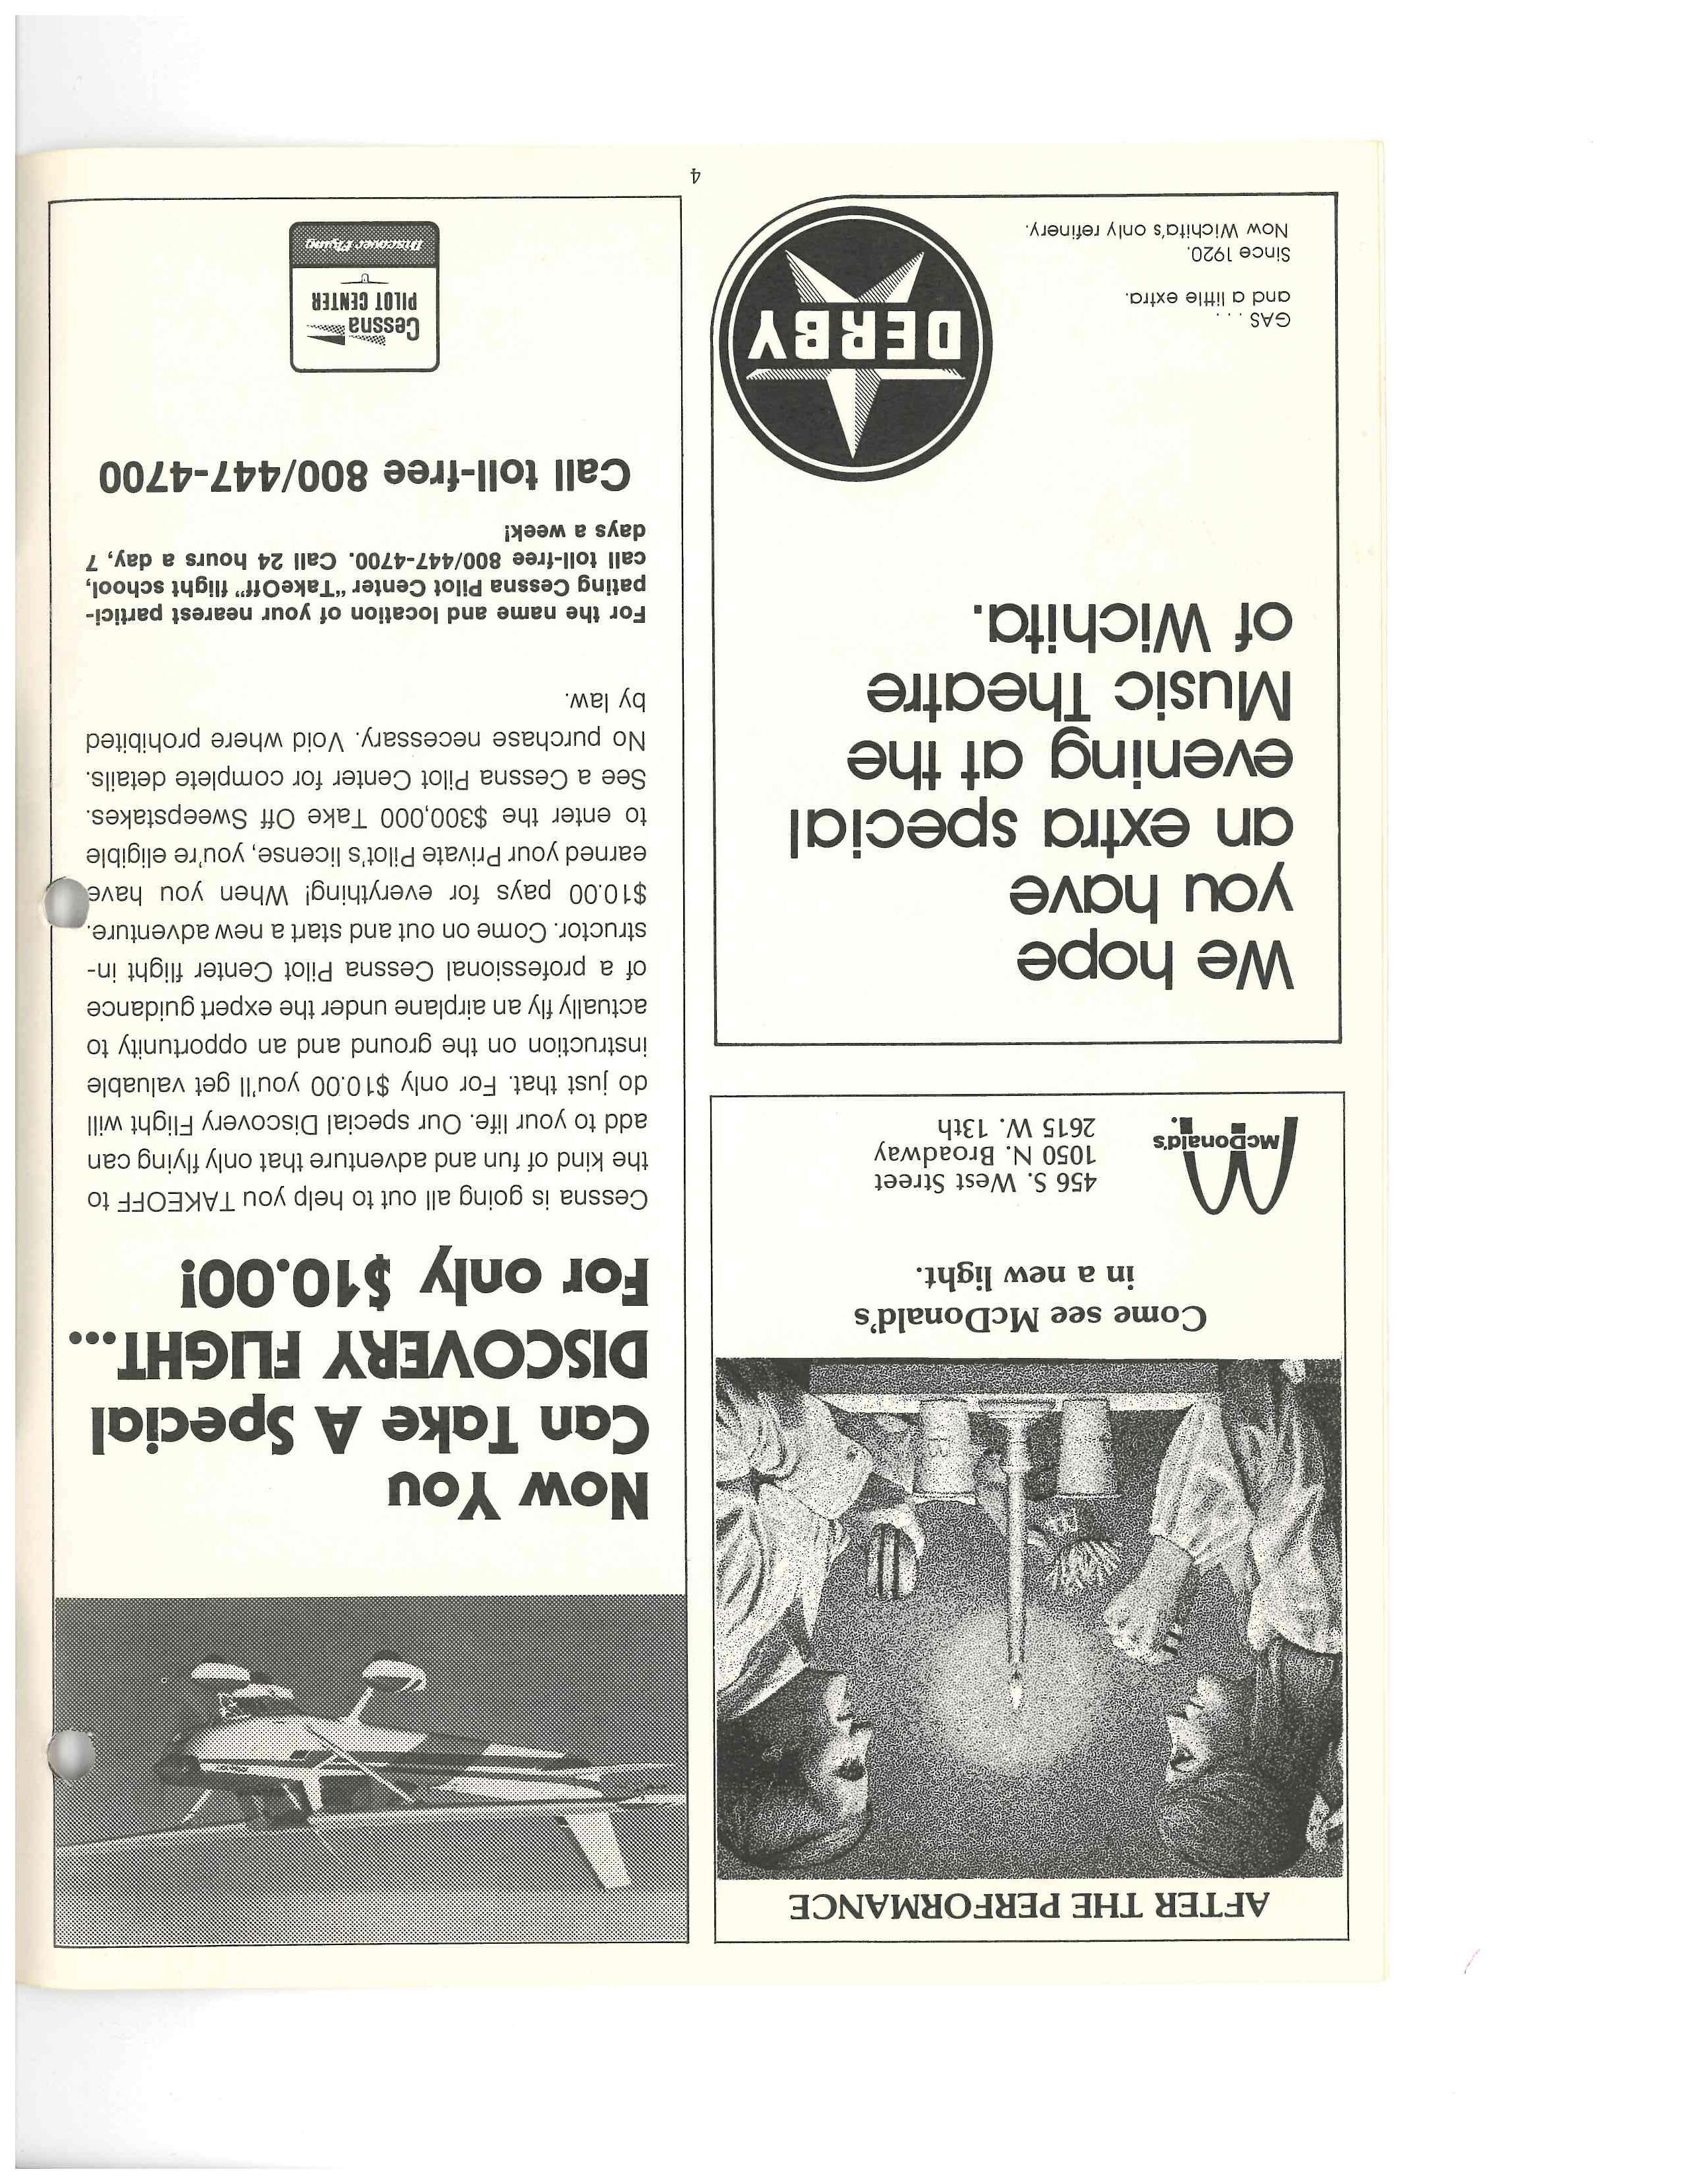 AFTER THE PERFORMANCE
Come see McDonald's
in a new light.
McDonald's
456 S. West Street
1050 N. Broadway
2615 W. 13th
We hope
you have
an extra special
evening at the
Music Theatre
of Wichita.
GAS . . .
and a little extra.
Since 1920.
Now Wichita's only refinery.
DERBY
Now You
Can Take A Special
DISCOVERY FLIGHT...
For only $10.00!
Cessna is going all out to help you TAKEOFF to
the kind of fun and adventure that only flying can
add to your life. Our special Discovery Flight will
do just that. For only $10.00 you'll get valuable
instruction on the ground and an opportunity to
actually fly an airplane under the expert guidance
of a professional Cessna Pilot Center flight in-
structor. Come on out and start a new adventure.
$10.00 pays for everything! When you have
earned your Private Pilot's license, you're eligible
to enter the $300,000 Take Off Sweepstakes.
See a Cessna Pilot Center for complete details.
No purchase necessary. Void where prohibited
by law.
For the name and location of your nearest partici-
pating Cessna Pilot Center "TakeOff" flight school,
call toll-free 800/447-4700. Call 24 hours a day, 7
days a week!
Call toll-free 800/447-4700
Cessna
PILOT CENTER
Discover Flying
4